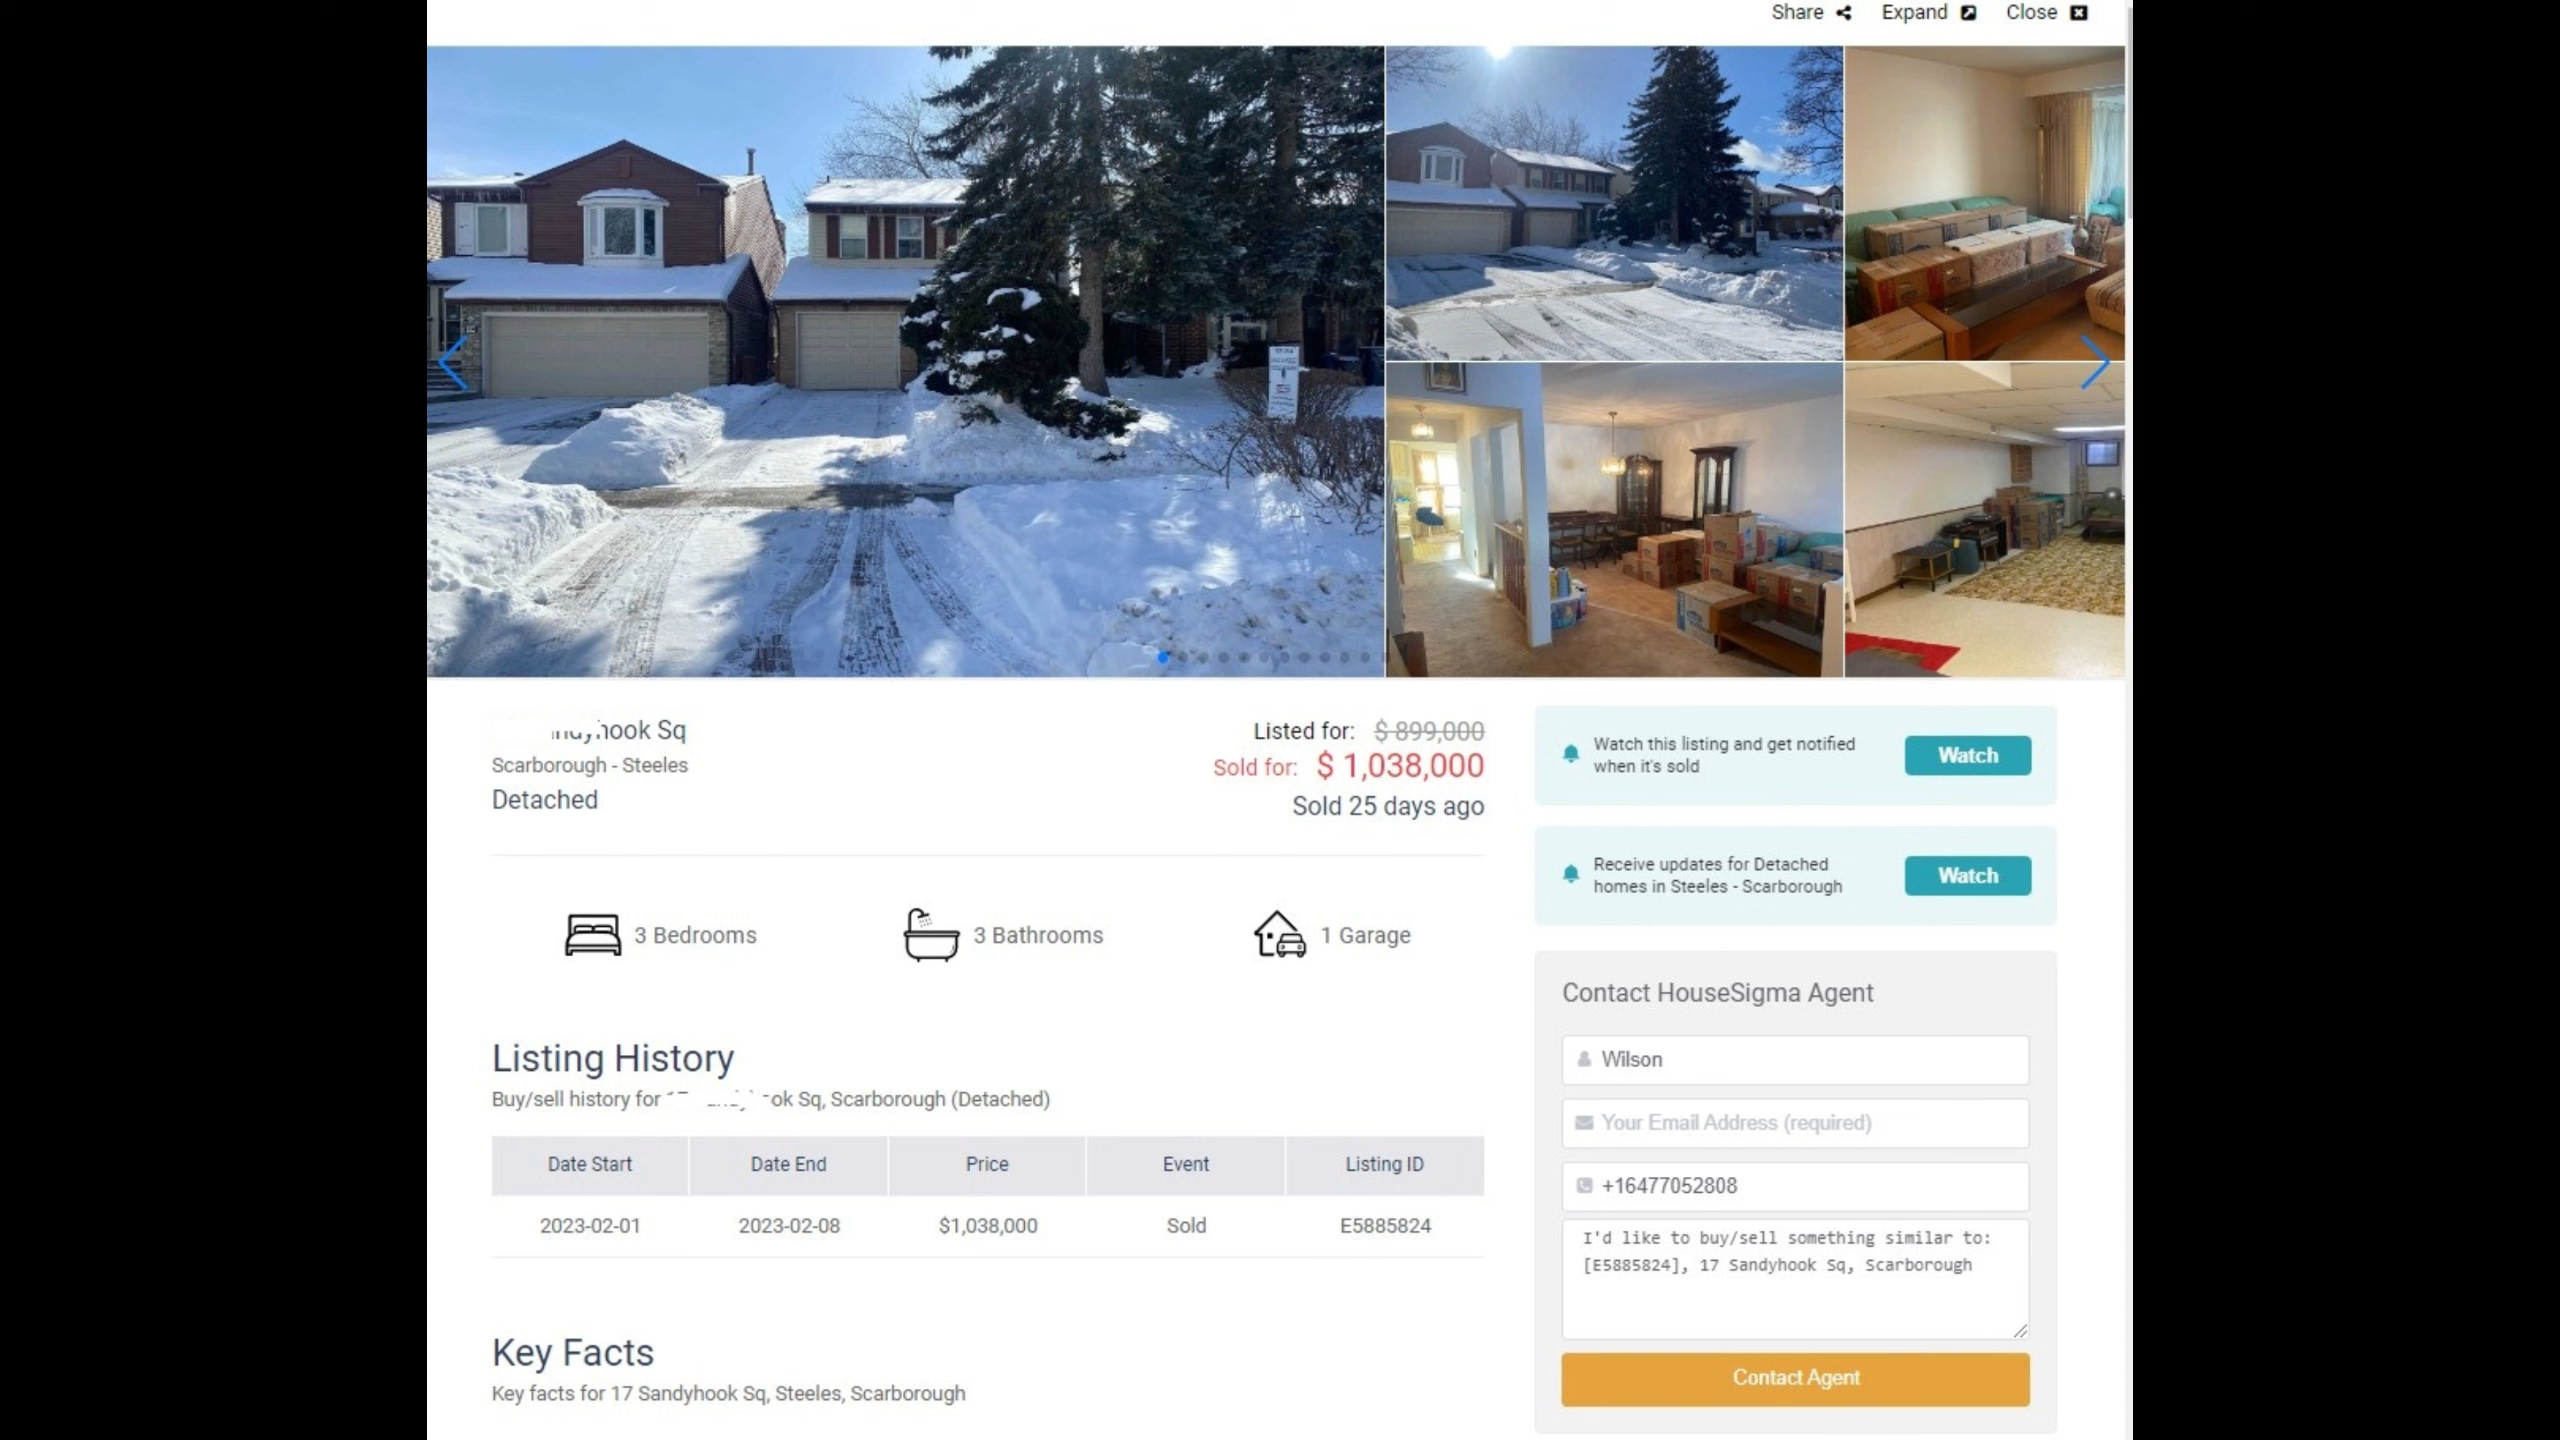 Share
Expand
Close
hook Sq
Scarborough - Steeles
Detached
Listed for: $ 899,000
Sold for: $ 1,038,000
Sold 25 days ago
3 Bedrooms
3 Bathrooms
1 Garage
Listing History
Buy/sell history for ok Sq, Scarborough (Detached)
Date Start Date End Price Event Listing ID
2023-02-01 2023-02-08 $1,038,000 Sold E5885824
Key Facts
Key facts for 17 Sandyhook Sq, Steeles, Scarborough
Watch this listing and get notified
when it's sold
Watch
Receive updates for Detached
homes in Steeles - Scarborough
Watch
Contact HouseSigma Agent
Wilson
Your Email Address (required)
+16477052808
I'd like to buy/sell something similar to:
[E5885824], 17 Sandyhook Sq, Scarborough
Contact Agent